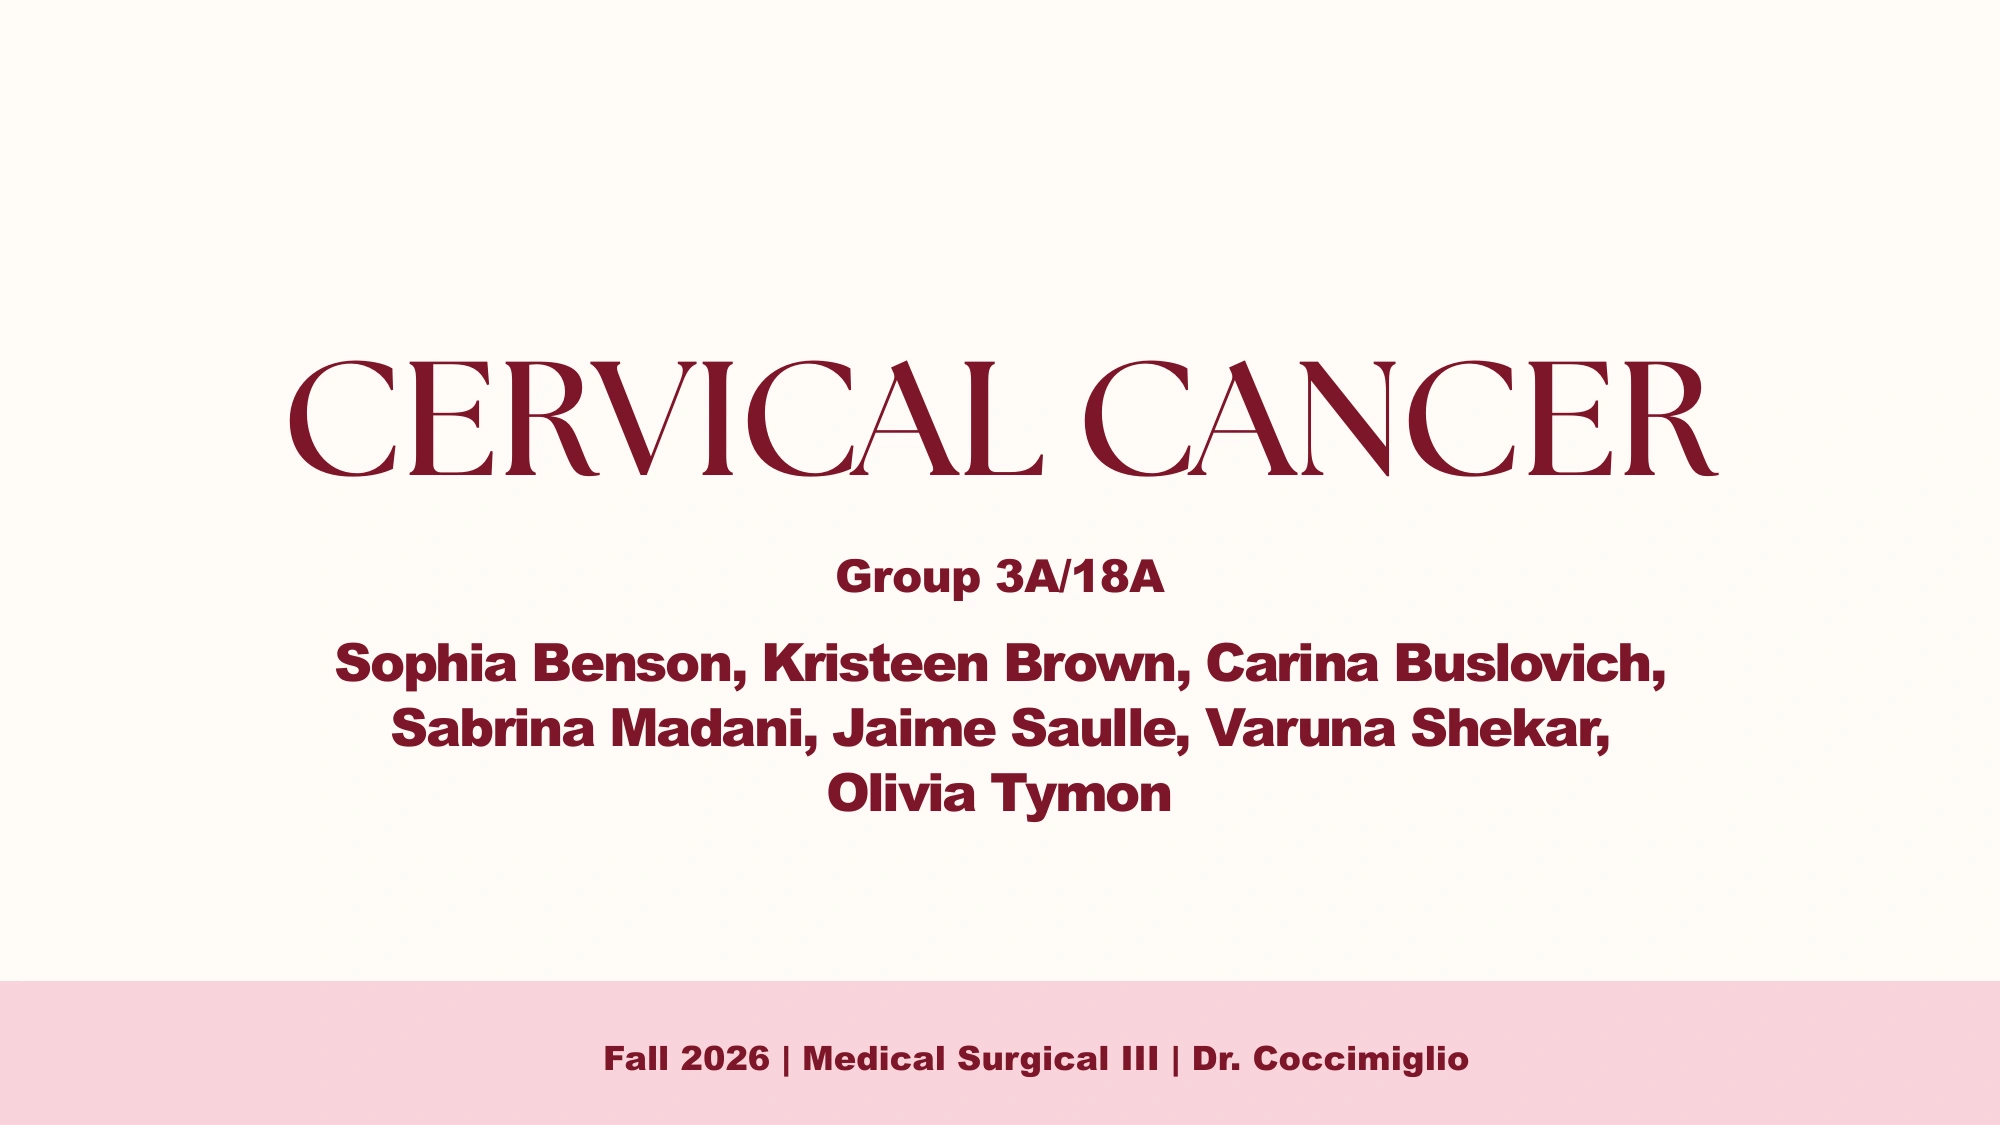 CERVICAL CANCER
Group 3A/18A
Sophia Benson, Kristeen Brown, Carina Buslovich,
Sabrina Madani, Jaime Saulle, Varuna Shekar,
Olivia Tymon
Fall 2026 | Medical Surgical III | Dr. Coccimiglio